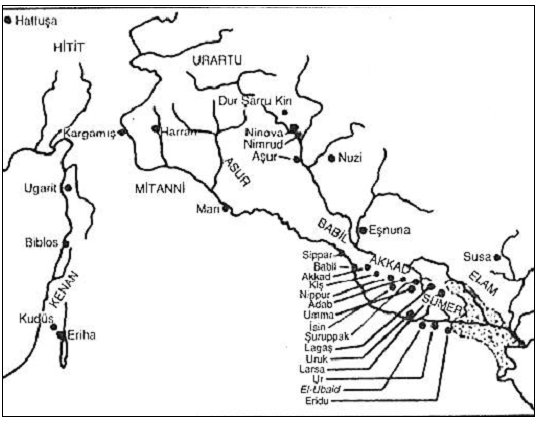 Hattuşa
HİTİT
URARTU
Dur Şarru Kin
Kargamış
Harran
Ninova
Nimrud
Aşur
Nuzi
ASUR
MİTANNİ
Ugarit
Mari
BABİL
Eşnuna
Biblos
Sippar
Babil
AKKAD
Susa
Akkad
Kiş
ELAM
KENAN
Nippur
Adab
SUMER
Umma
Kudüs
Eriha
İsin
Şuruppak
Lagaş
Uruk
Larsa
Ur
El-Ubaid
Eridu